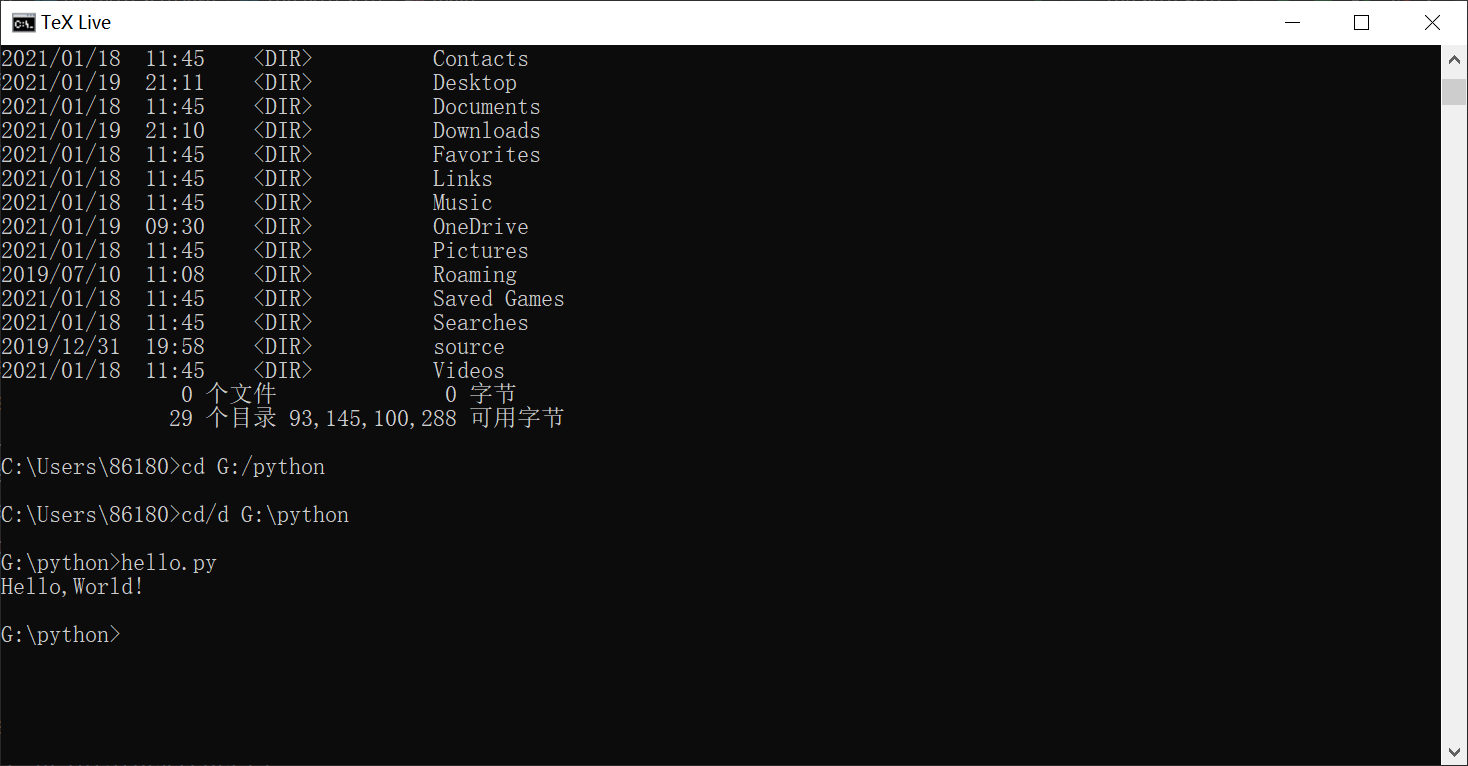 TeX Live
2021/01/18  11:45    <DIR>          Contacts
2021/01/19  21:11    <DIR>          Desktop
2021/01/18  11:45    <DIR>          Documents
2021/01/19  21:10    <DIR>          Downloads
2021/01/18  11:45    <DIR>          Favorites
2021/01/18  11:45    <DIR>          Links
2021/01/18  11:45    <DIR>          Music
2021/01/19  09:30    <DIR>          OneDrive
2021/01/18  11:45    <DIR>          Pictures
2019/07/10  11:08    <DIR>          Roaming
2021/01/18  11:45    <DIR>          Saved Games
2021/01/18  11:45    <DIR>          Searches
2019/12/31  19:58    <DIR>          source
2021/01/18  11:45    <DIR>          Videos
               0 个文件              0 字节
              29 个目录 93,145,100,288 可用字节
C:\Users\86180>cd G:/python
C:\Users\86180>cd/d G:\python
G:\python>hello.py
Hello,World!
G:\python>